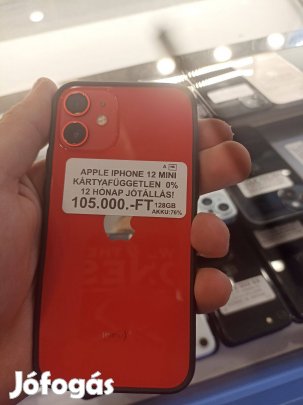 APPLE IPHONE 12 MINI
KÁRTYAFÜGGETLEN 0%
12 HONAP JÓTÁLLÁS!
105.000.-FT 128GB
AKKU:76%
Jófogás